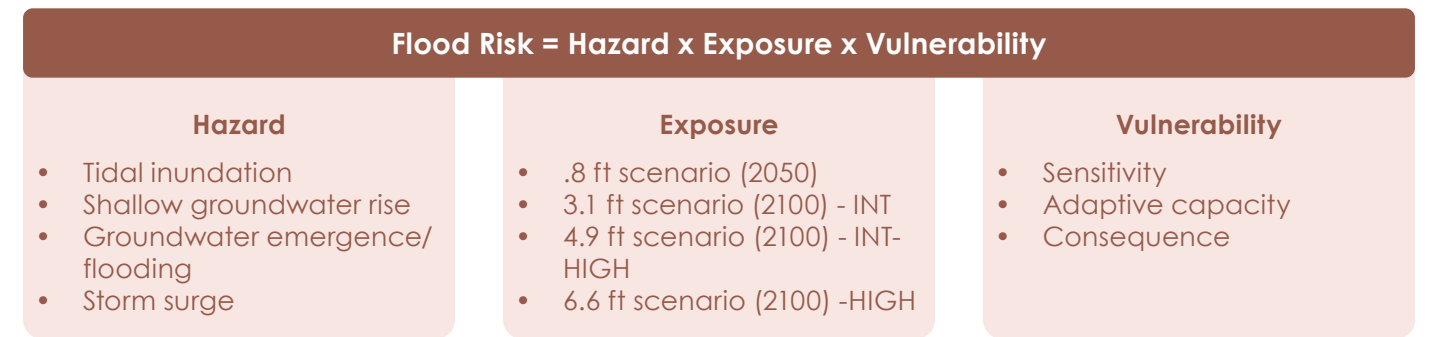 Flood Risk = Hazard x Exposure x Vulnerability
Hazard
• Tidal inundation
• Shallow groundwater rise
• Groundwater emergence/
flooding
• Storm surge
Exposure
• .8 ft scenario (2050)
• 3.1 ft scenario (2100) - INT
• 4.9 ft scenario (2100) - INT-
HIGH
• 6.6 ft scenario (2100) -HIGH
Vulnerability
• Sensitivity
• Adaptive capacity
• Consequence